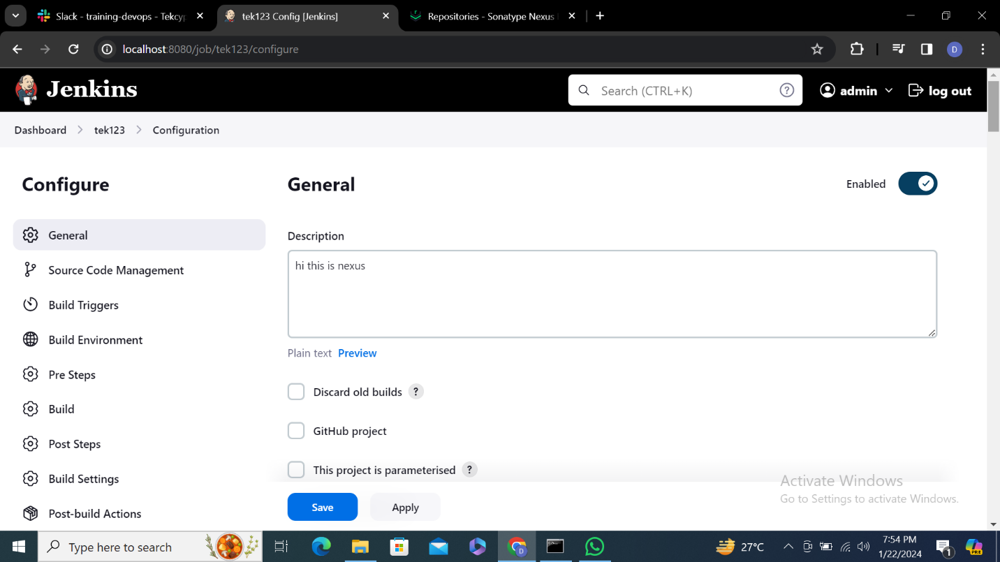 Slack - training-devops - Tekcyp
tek123 Config [Jenkins]
Repositories - Sonatype Nexus
localhost:8080/job/tek123/configure
D
Jenkins
Search (CTRL+K)
?
admin
log out
Dashboard
tek123
Configuration
Configure
General
Source Code Management
Build Triggers
Build Environment
Pre Steps
Build
Post Steps
Build Settings
Post-build Actions
General
Enabled
Description
hi this is nexus
Plain text Preview
Discard old builds ?
GitHub project
This project is parameterised ?
Save
Apply
Activate Windows
Go to Settings to activate Windows.
Type here to search
D
27°C
7:54 PM
1/22/2024
1
PRE